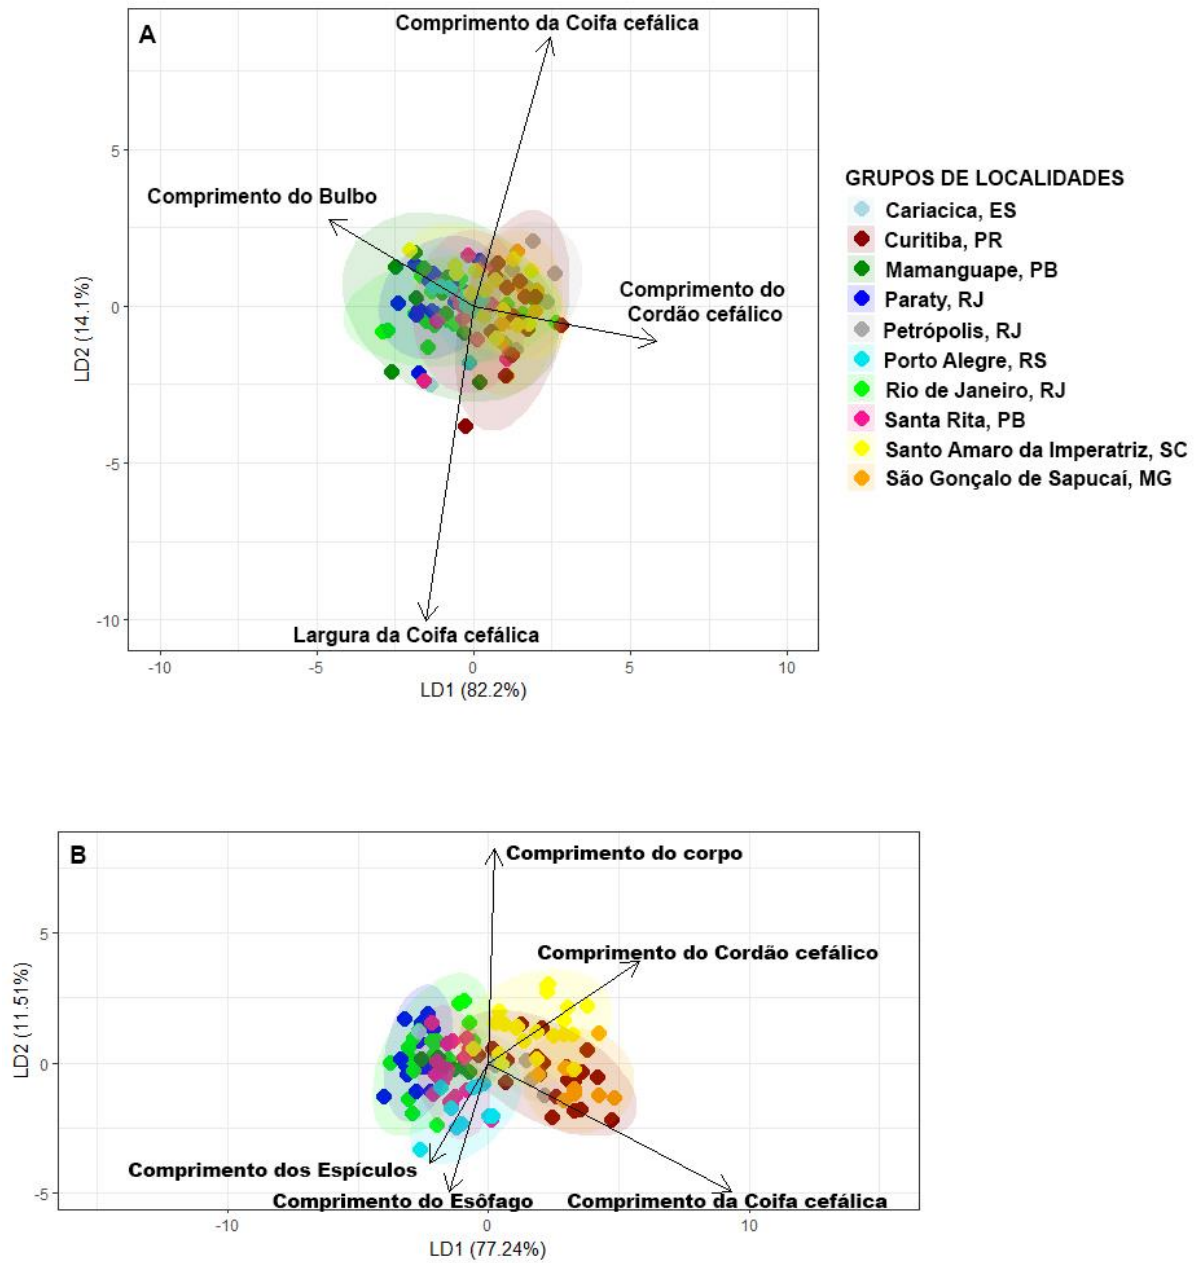 A
Comprimento da Coifa cefálica
Comprimento do Bulbo
Comprimento do
Cordão cefálico
Largura da Coifa cefálica
LD2 (14.1%)
5
0
-5
-10
-10
-5
0
5
10
LD1 (82.2%)
GRUPOS DE LOCALIDADES
Cariacica, ES
Curitiba, PR
Mamanguape, PB
Paraty, RJ
Petrópolis, RJ
Porto Alegre, RS
Rio de Janeiro, RJ
Santa Rita, PB
Santo Amaro da Imperatriz, SC
São Gonçalo de Sapucaí, MG
B
Comprimento do corpo
Comprimento do Cordão cefálico
Comprimento dos Espículos
Comprimento do Esôfago
Comprimento da Coifa cefálica
LD2 (11.51%)
5
0
-5
-10
0
10
LD1 (77.24%)